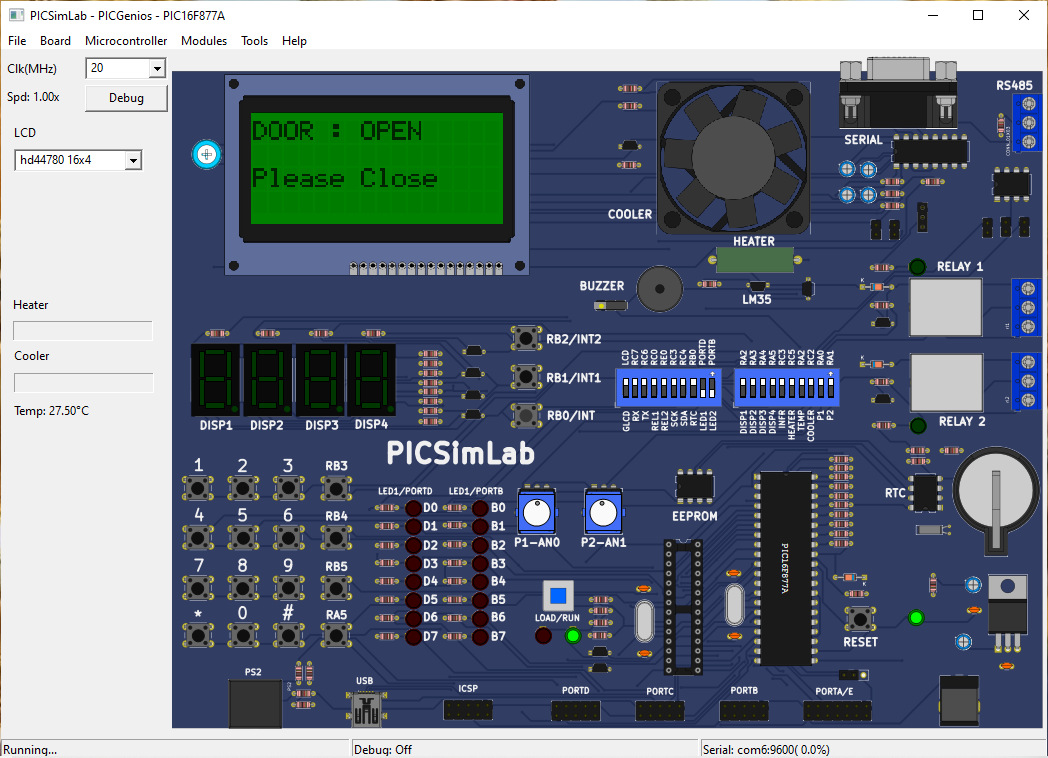 PICSimLab - PICGenios - PIC16F877A
File Board Microcontroller Modules Tools Help
Clk(MHz) 20
Spd: 1.00x Debug
LCD
hd44780 16x4
Heater
Cooler
Temp: 27.50°C
DOOR : OPEN
Please Close
COOLER
HEATER
SERIAL
RS485
BUZZER
LM35
RELAY 1
RELAY 2
RB2/INT2
RB1/INT1
RB0/INT
DISP1 DISP2 DISP3 DISP4
LCD RC7 RC6 RC0 RE0 RC3 RC4 RB0 PORTD PORTB
GLCD RX TX REL1 REL2 SCK SDA RTC LED1 LED2
RA2 RA3 RA4 RA5 RC3 RC5 RA2 RC2 RA0 RA1
DISP1 DISP2 DISP3 DISP4 INFR HEATER TEMP COOLER P1 P2
PICSimLab
1 2 3 RB3
4 5 6 RB4
7 8 9 RB5
* 0 # RA5
LED1/PORTD LED1/PORTB
D0 B0
D1 B1
D2 B2
D3 B3
D4 B4
D5 B5
D6 B6
D7 B7
P1-AN0 P2-AN1
EEPROM
PIC16F877A
RTC
LOAD/RUN
RESET
PS2
PS2
USB
ICSP
PORTD
PORTC
PORTB
PORTA/E
Running...
Debug: Off
Serial: com6:9600( 0.0%)